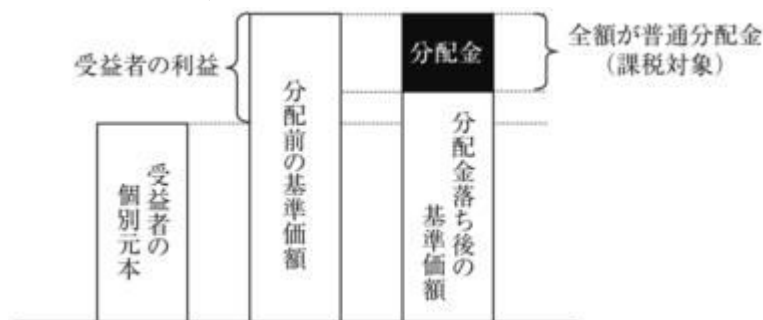 受益者の利益
分配金
全額が普通分配金
(課税対象)
受益者の
個別元本
分配前の基準価額
分配金落ち後の
基準価額